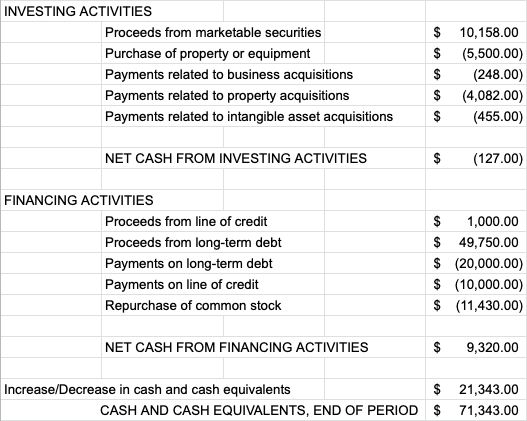 INVESTING ACTIVITIES
Proceeds from marketable securities $ 10,158.00
Purchase of property or equipment $ (5,500.00)
Payments related to business acquisitions $ (248.00)
Payments related to property acquisitions $ (4,082.00)
Payments related to intangible asset acquisitions $ (455.00)
NET CASH FROM INVESTING ACTIVITIES $ (127.00)
FINANCING ACTIVITIES
Proceeds from line of credit $ 1,000.00
Proceeds from long-term debt $ 49,750.00
Payments on long-term debt $ (20,000.00)
Payments on line of credit $ (10,000.00)
Repurchase of common stock $ (11,430.00)
NET CASH FROM FINANCING ACTIVITIES $ 9,320.00
Increase/Decrease in cash and cash equivalents $ 21,343.00
CASH AND CASH EQUIVALENTS, END OF PERIOD $ 71,343.00